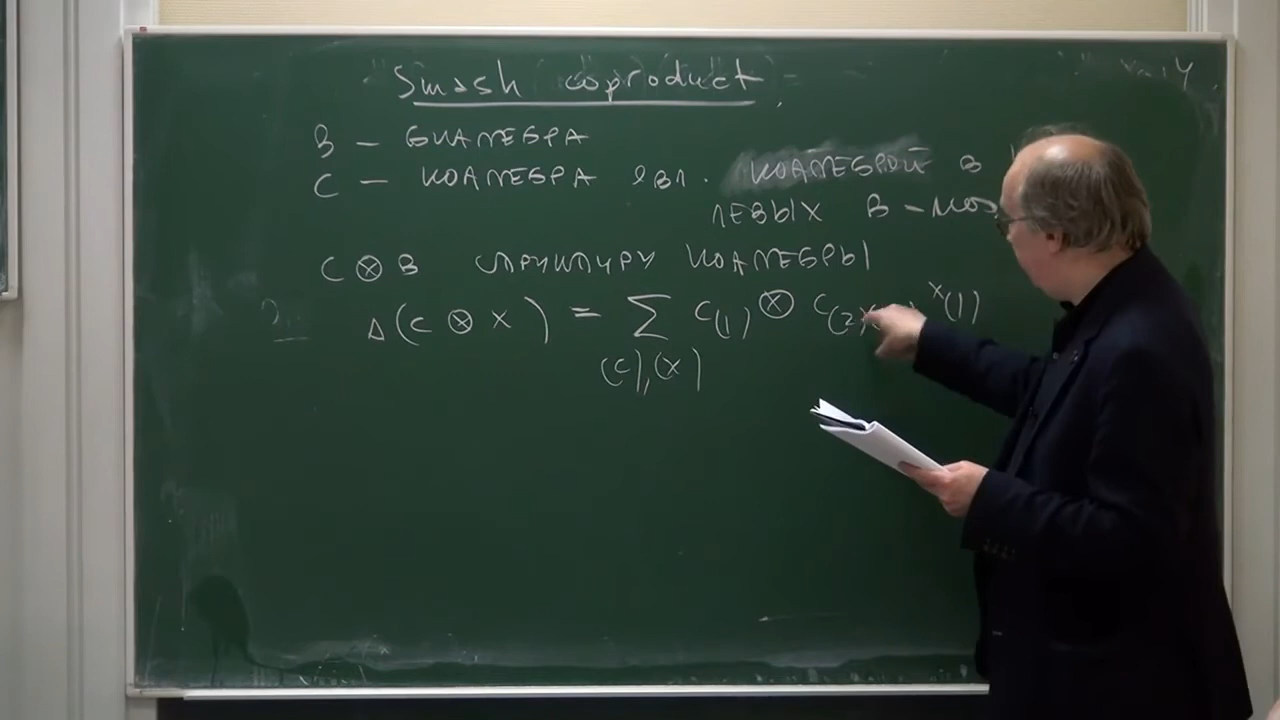 Smash coproduct
B – БИАЛГЕБРА
C – КОАЛГЕБРА ЯВЛ. КОАЛГЕБРОЙ В
ЛЕВЫХ B – МОД
C ⊗ B СТРУКТУРУ КОАЛГЕБРЫ
Δ(C ⊗ X) = ∑ C(1) ⊗ C(2) X(1)
(C),(X)